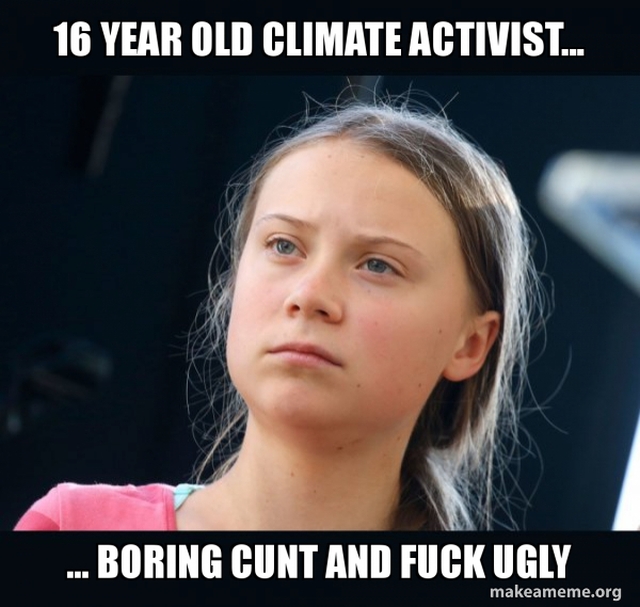 16 YEAR OLD CLIMATE ACTIVIST...
... BORING CUNT AND FUCK UGLY
makeameme.org